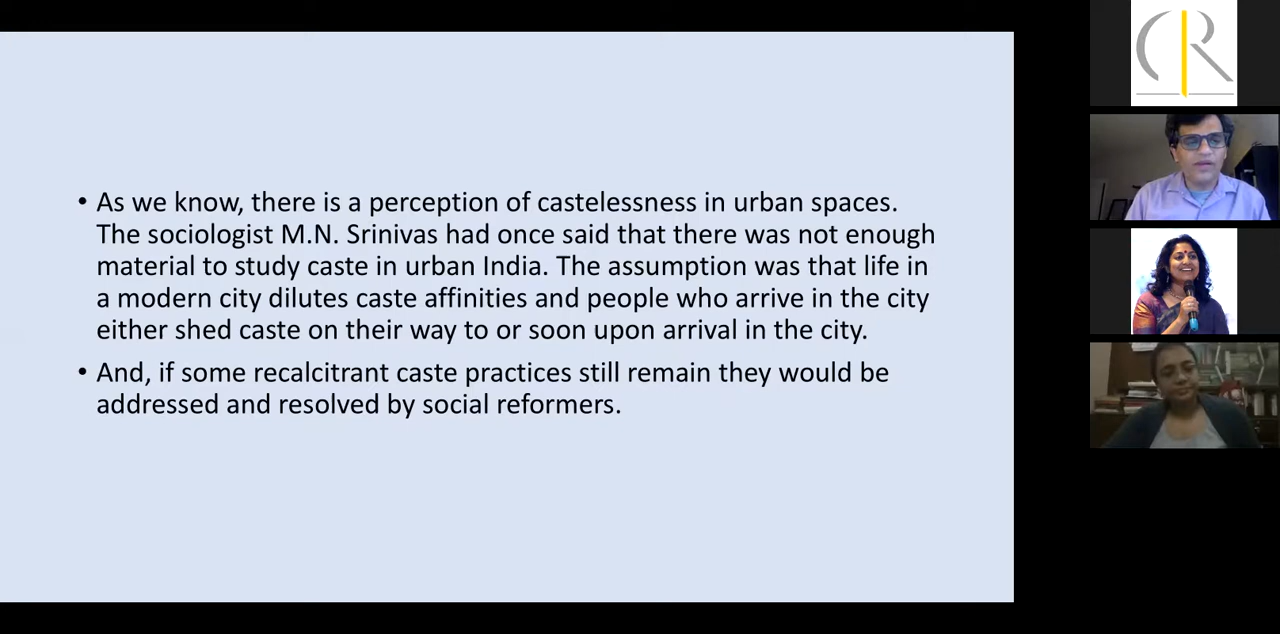 • As we know, there is a perception of castelessness in urban spaces.
The sociologist M.N. Srinivas had once said that there was not enough
material to study caste in urban India. The assumption was that life in
a modern city dilutes caste affinities and people who arrive in the city
either shed caste on their way to or soon upon arrival in the city.
• And, if some recalcitrant caste practices still remain they would be
addressed and resolved by social reformers.
CPR